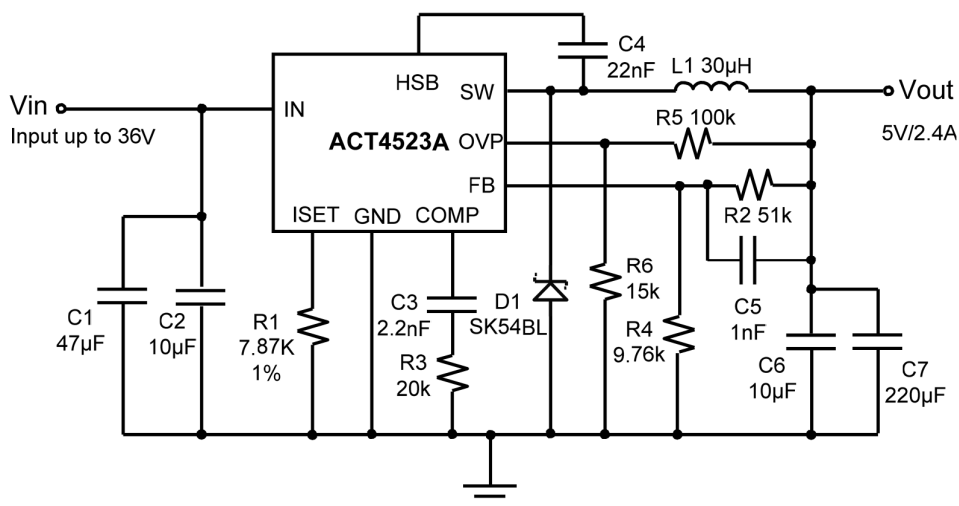 C4
22nF
HSB
L1 30µH
Vin
IN
SW
Vout
Input up to 36V
R5 100k
5V/2.4A
ACT4523A
OVP
FB
ISET
GND
COMP
R2 51k
R6
15k
C1
47µF
C2
10µF
R1
7.87K
1%
C3
2.2nF
R3
20k
D1
SK54BL
R4
9.76k
C5
1nF
C6
10µF
C7
220µF